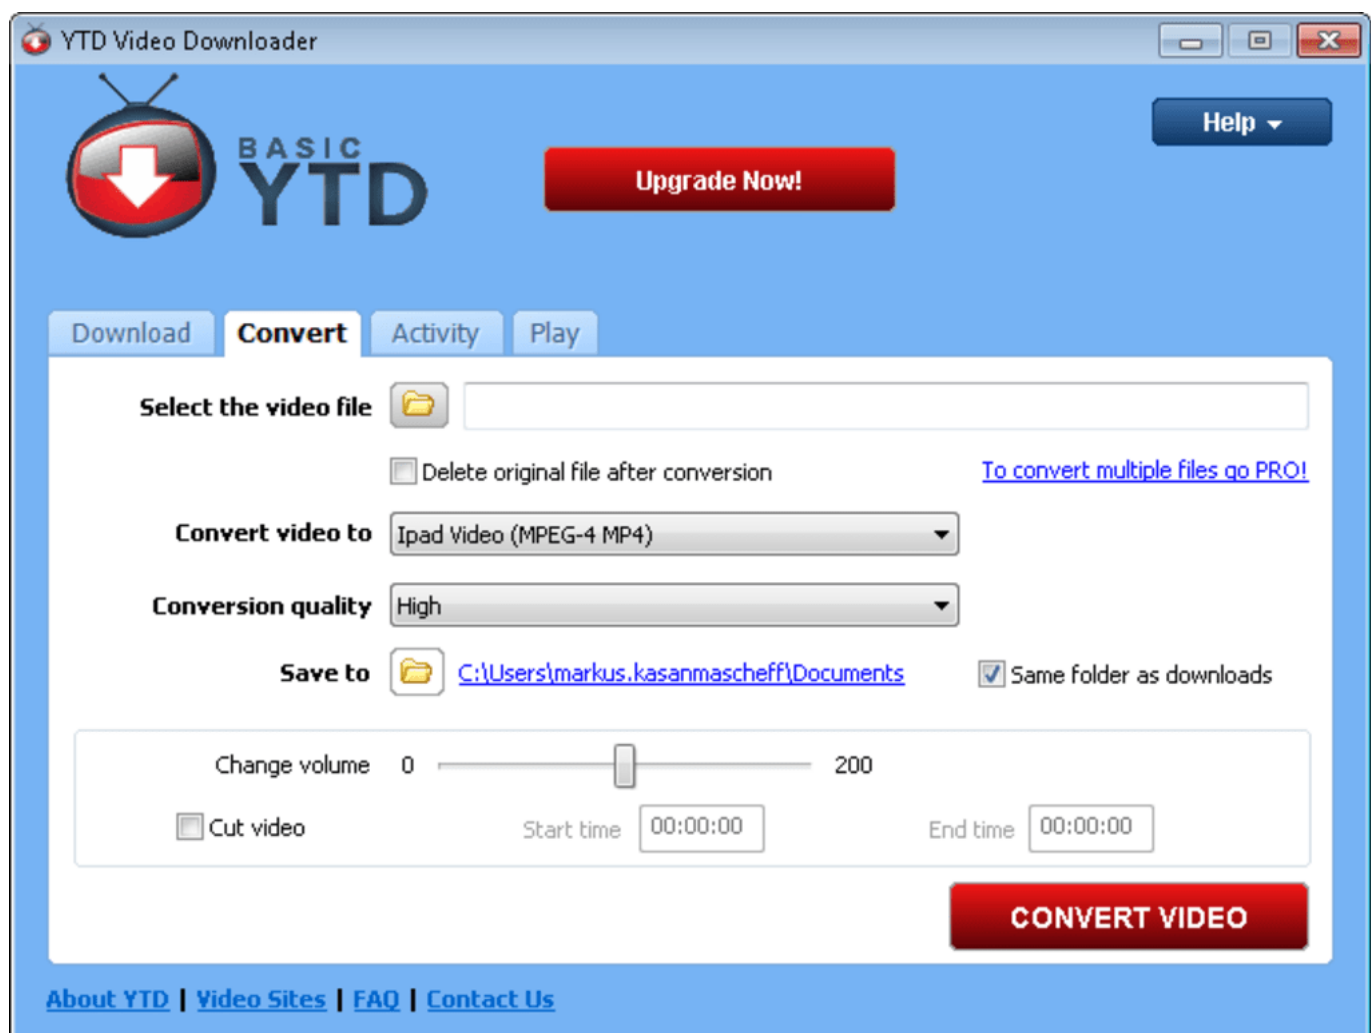 YTD Video Downloader
Help
BASIC
YTD
Upgrade Now!
Download Convert Activity Play
Select the video file
Delete original file after conversion To convert multiple files go PRO!
Convert video to Ipad Video (MPEG-4 MP4)
Conversion quality High
Save to C:\Users\markus.kasanmascheff\Documents Same folder as downloads
Change volume 0 200
Cut video Start time 00:00:00 End time 00:00:00
CONVERT VIDEO
About YTD | Video Sites | FAQ | Contact Us